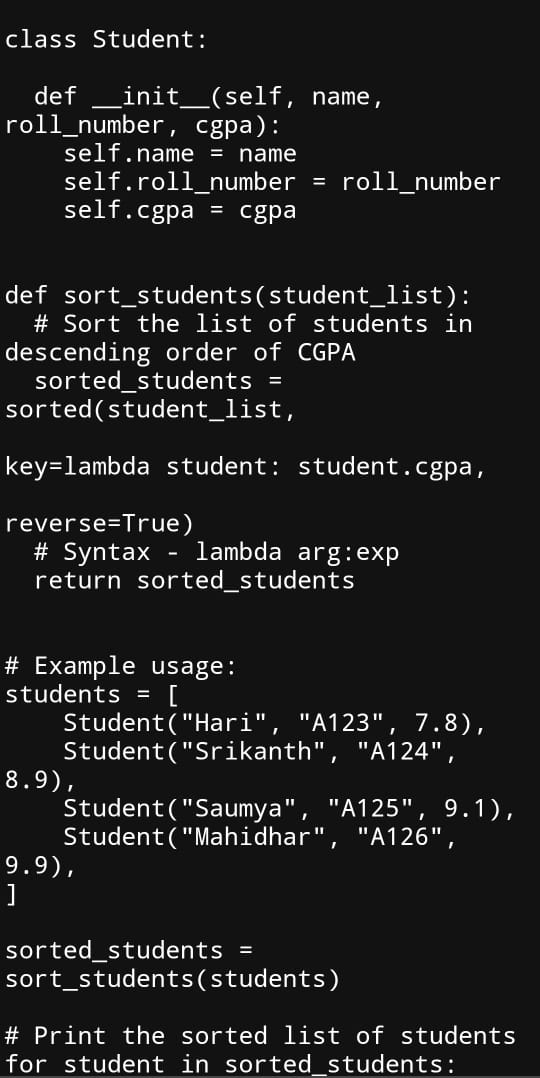 class Student:

  def __init__(self, name,
roll_number, cgpa):
    self.name = name
    self.roll_number = roll_number
    self.cgpa = cgpa


def sort_students(student_list):
  # Sort the list of students in
descending order of CGPA
  sorted_students =
sorted(student_list,

key=lambda student: student.cgpa,

reverse=True)
  # Syntax - lambda arg:exp
  return sorted_students


# Example usage:
students = [
    Student("Hari", "A123", 7.8),
    Student("Srikanth", "A124",
8.9),
    Student("Saumya", "A125", 9.1),
    Student("Mahidhar", "A126",
9.9),
]

sorted_students =
sort_students(students)

# Print the sorted list of students
for student in sorted_students: